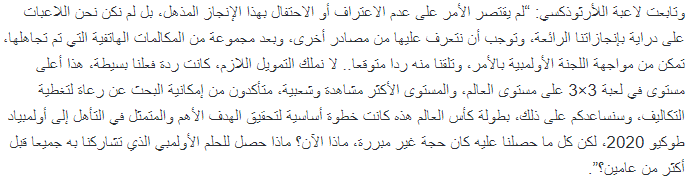 وتابعت لاعبة اللأرثوذكسي: “لم يقتصر الأمر على عدم الاعتراف أو الاحتفال بهذا الإنجاز المذهل، بل لم نكن نحن اللاعبات
على دراية بإنجازاتنا الرائعة، وتوجب أن نتعرف عليها من مصادر أخرى، وبعد مجموعة من المكالمات الهاتفية التي تم تجاهلها،
تمكن من مواجهة اللجنة الأولمبية بالأمر، وتلقنا منه ردا متوقعا.. لا نملك التمويل اللازم، كانت ردة فعلنا بسيطة، هذا أعلى
مستوى في لعبة 3×3 على مستوى العالم، والمستوى الأكثر مشاهدة وشعبية، متأكدون من إمكانية البحث عن رعاة لتغطية
التكاليف، وسنساعدكم على ذلك، بطولة كأس العالم هذه كانت خطوة أساسية لتحقيق الهدف الأهم والمتمثل في التأهل إلى أولمبياد
طوكيو 2020، لكن كل ما حصلنا عليه كان حجة غير مبررة، ماذا الآن؟ ماذا حصل للحلم الأولمبي الذي تشاركنا به جميعا قبل
أكثر من عامين؟”.